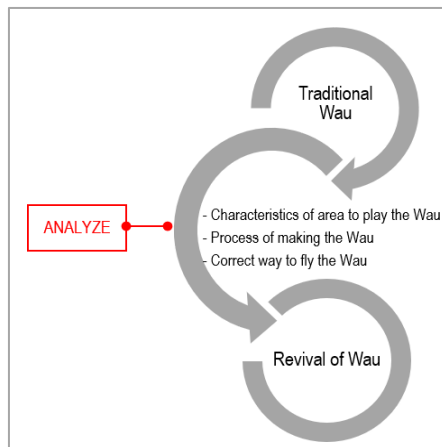 Traditional
Wau
- Characteristics of area to play the Wau
- Process of making the Wau
- Correct way to fly the Wau
ANALYZE
Revival of Wau